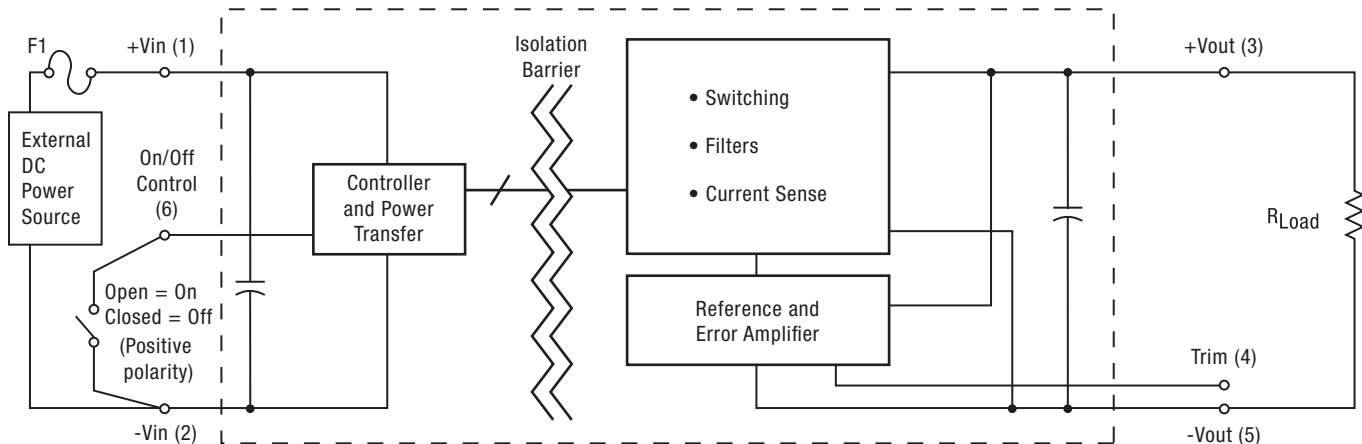 F1
+Vin (1)
External
DC
Power
Source
On/Off
Control
(6)
Open = On
Closed = Off
(Positive
polarity)
-Vin (2)
Controller
and Power
Transfer
Isolation
Barrier
• Switching
• Filters
• Current Sense
Reference and
Error Amplifier
+Vout (3)
RLoad
Trim (4)
-Vout (5)